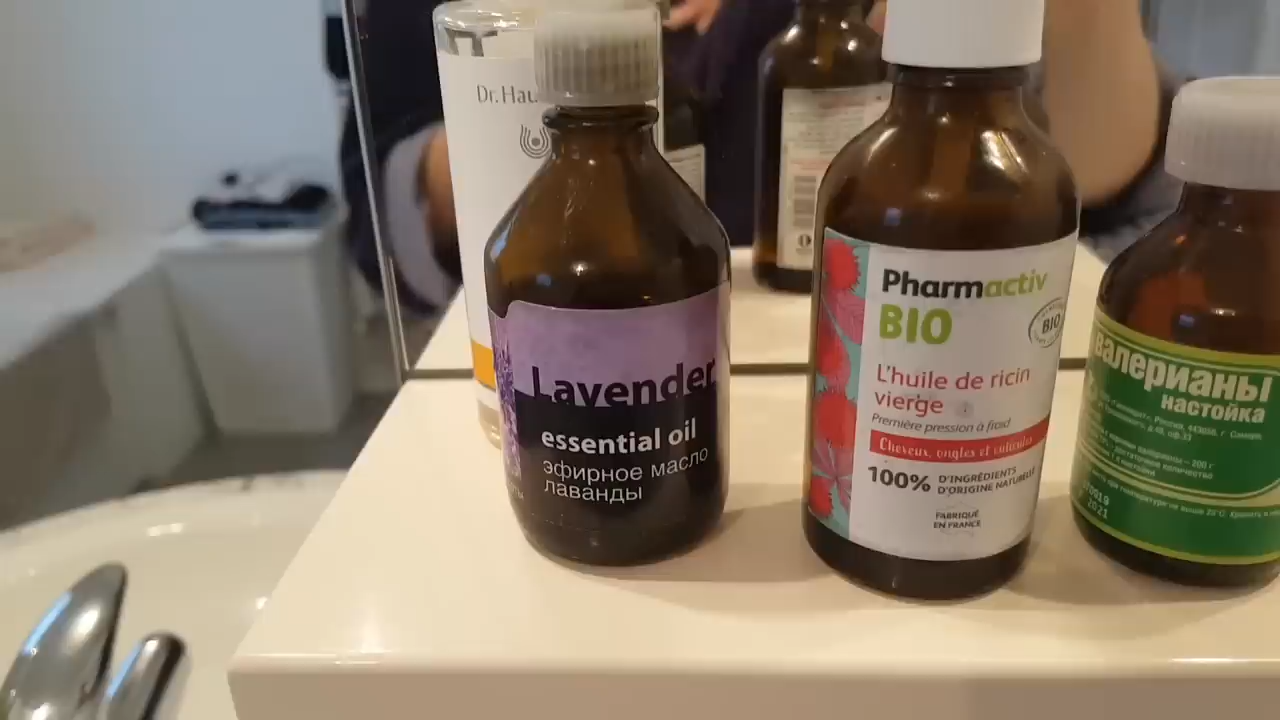 Dr.Hau
Lavender
essential oil
эфирное масло
лаванды
Pharmactiv
BIO
BIO
L'huile de ricin
vierge
Première pression à froid
Cheveux, ongles et cuticules
100% D'INGRÉDIENTS
D'ORIGINE NATURELLE
FABRIQUÉ
EN FRANCE
валерианы
настойка
2021